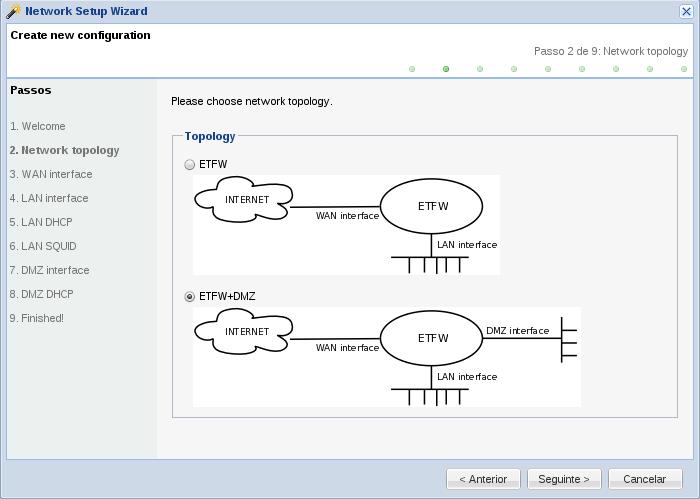 Network Setup Wizard
Create new configuration
Passo 2 de 9: Network topology
Passos
1. Welcome
2. Network topology
3. WAN interface
4. LAN interface
5. LAN DHCP
6. LAN SQUID
7. DMZ interface
8. DMZ DHCP
9. Finished!
Please choose network topology.
Topology
ETFW
INTERNET
WAN interface
ETFW
LAN interface
ETFW+DMZ
INTERNET
WAN interface
ETFW
DMZ interface
LAN interface
< Anterior
Seguinte >
Cancelar